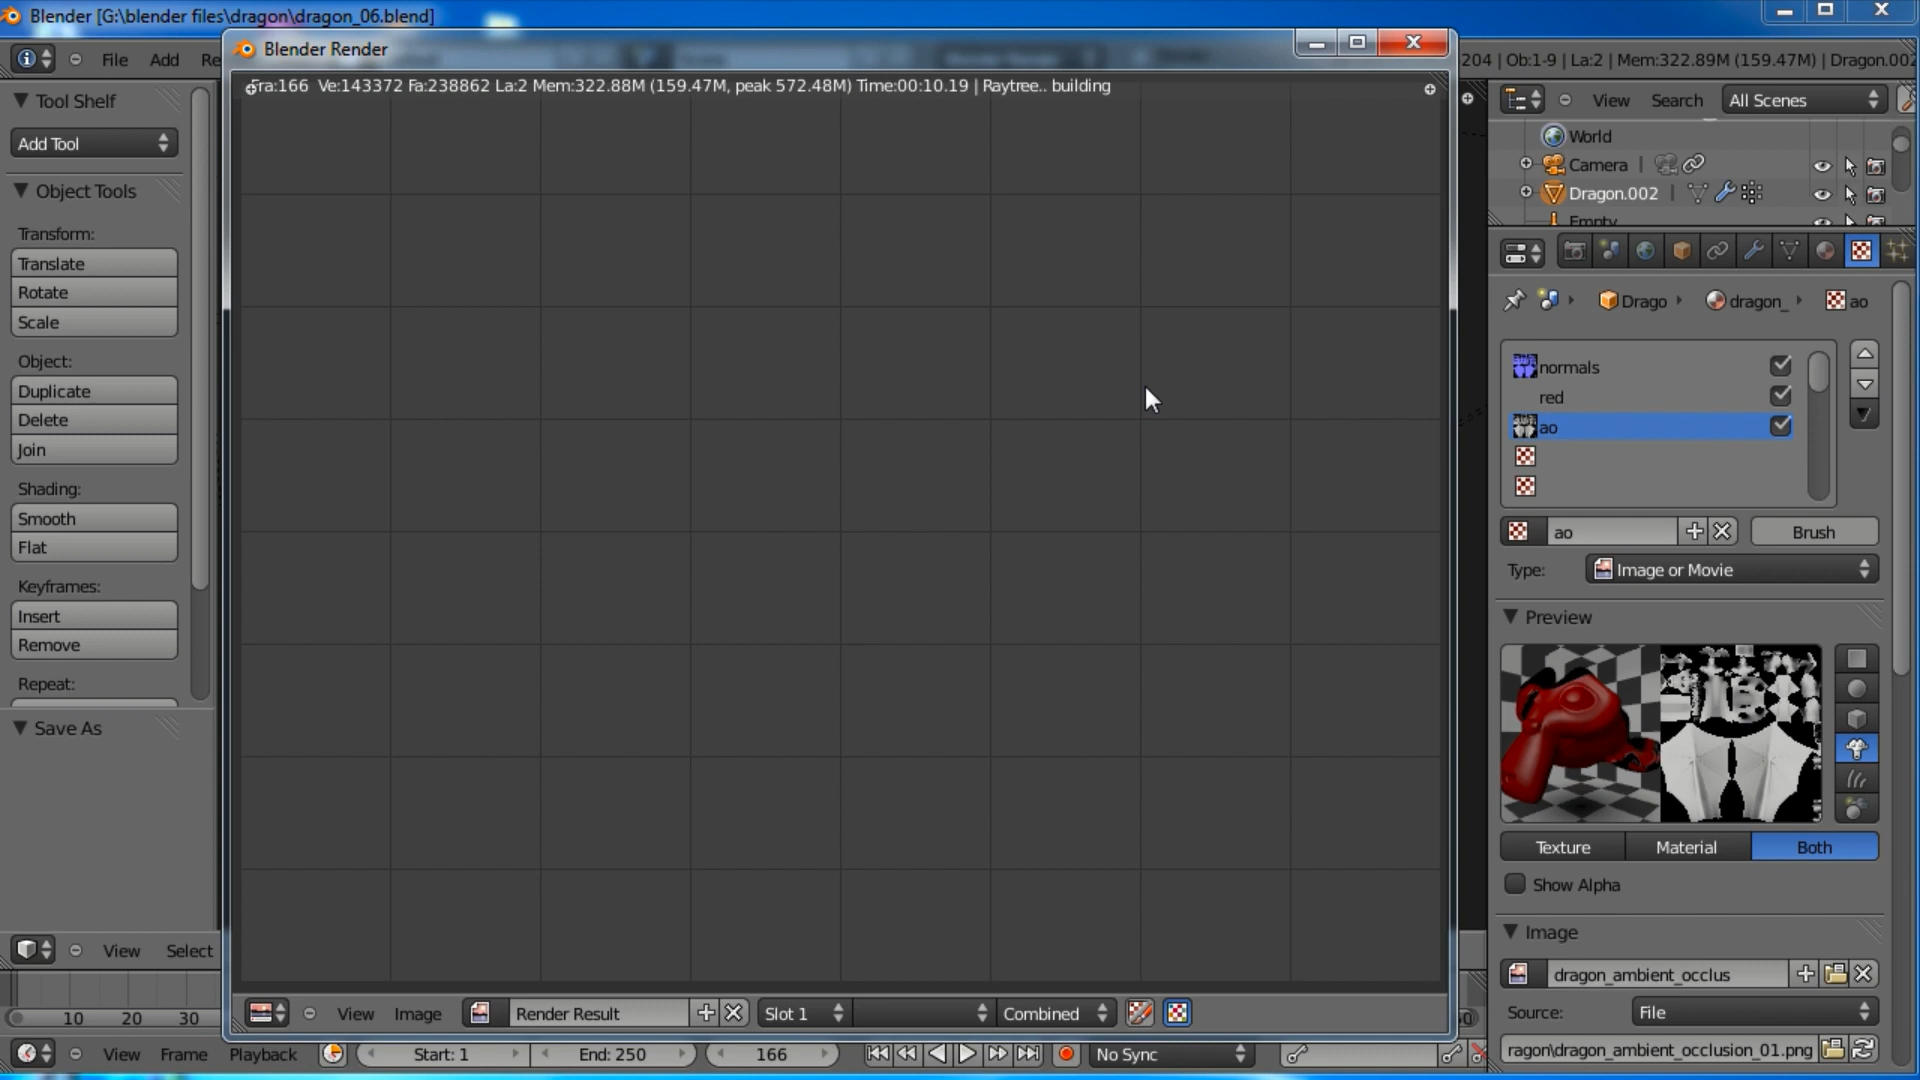 Blender [G:\blender files\dragon\dragon_06.blend]
Blender Render
File Add Re
204 | Ob:1-9 | La:2 | Mem:322.89M (159.47M) | Dragon.002
Fra:166 Ve:143372 Fa:238862 La:2 Mem:322.88M (159.47M, peak 572.48M) Time:00:10.19 | Raytree.. building
Tool Shelf
Add Tool
Object Tools
Transform:
Translate
Rotate
Scale
Object:
Duplicate
Delete
Join
Shading:
Smooth
Flat
Keyframes:
Insert
Remove
Repeat:
Save As
View Select
View Search All Scenes
World
Camera
Dragon.002
Empty
Drago dragon_ ao
normals
red
ao
ao Brush
Type: Image or Movie
Preview
Texture Material Both
Show Alpha
Image
dragon_ambient_occlus
Source: File
ragon\dragon_ambient_occlusion_01.png
View Image Render Result Slot 1 Combined
10 20 30
View Frame Playback Start: 1 End: 250 166 No Sync